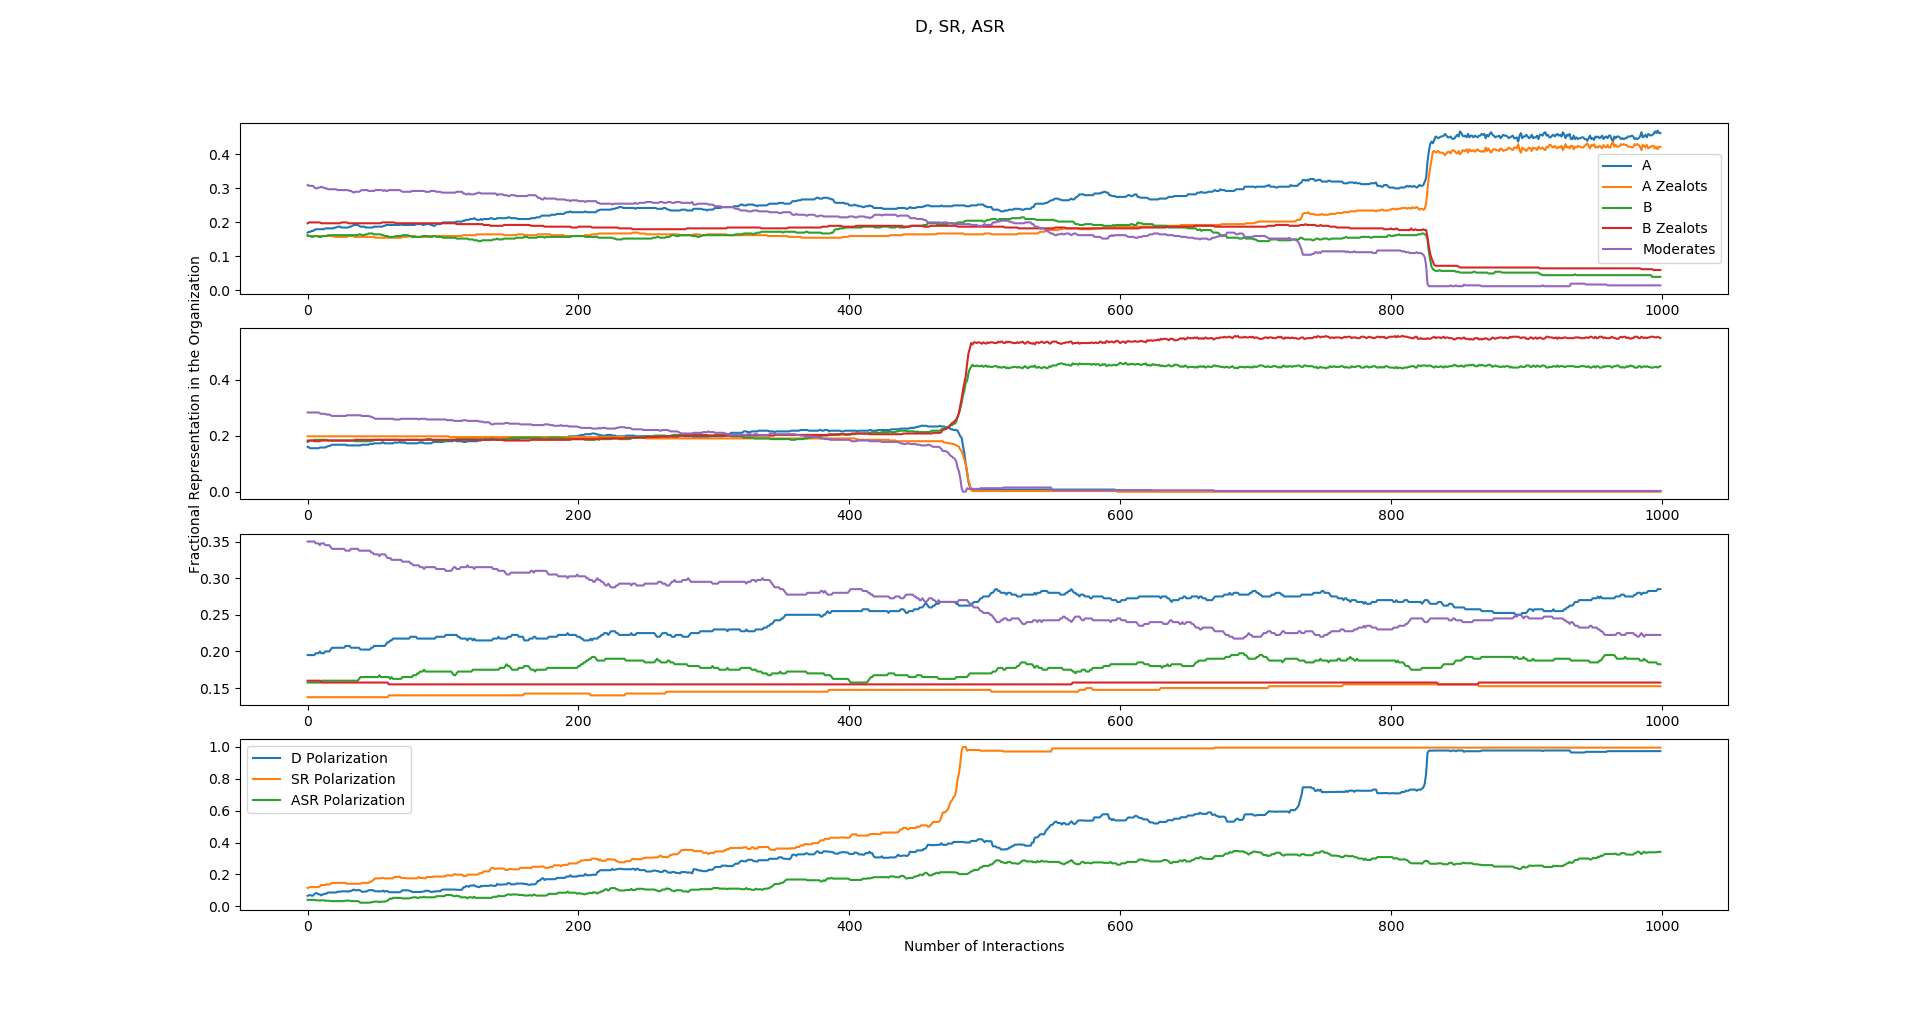 D, SR, ASR
Fractional Representation in the Organization
0.4
0.3
0.2
0.1
0.0
A
A Zealots
B
B Zealots
Moderates
0 200 400 600 800 1000
0.4
0.2
0.0
0 200 400 600 800 1000
0.35
0.30
0.25
0.20
0.15
0 200 400 600 800 1000
1.0
0.8
0.6
0.4
0.2
0.0
D Polarization
SR Polarization
ASR Polarization
0 200 400 600 800 1000
Number of Interactions